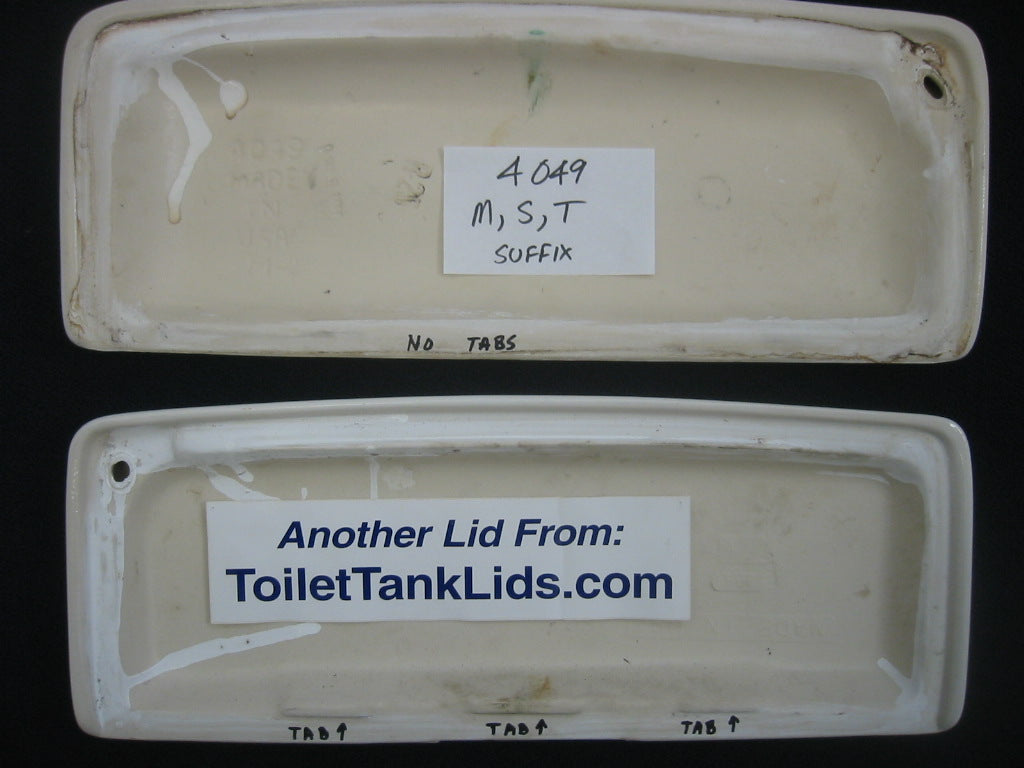 4049
M, S, T
SUFFIX
NO TABS
Another Lid From:
ToiletTankLids.com
TAB↑ TAB↑ TAB↑